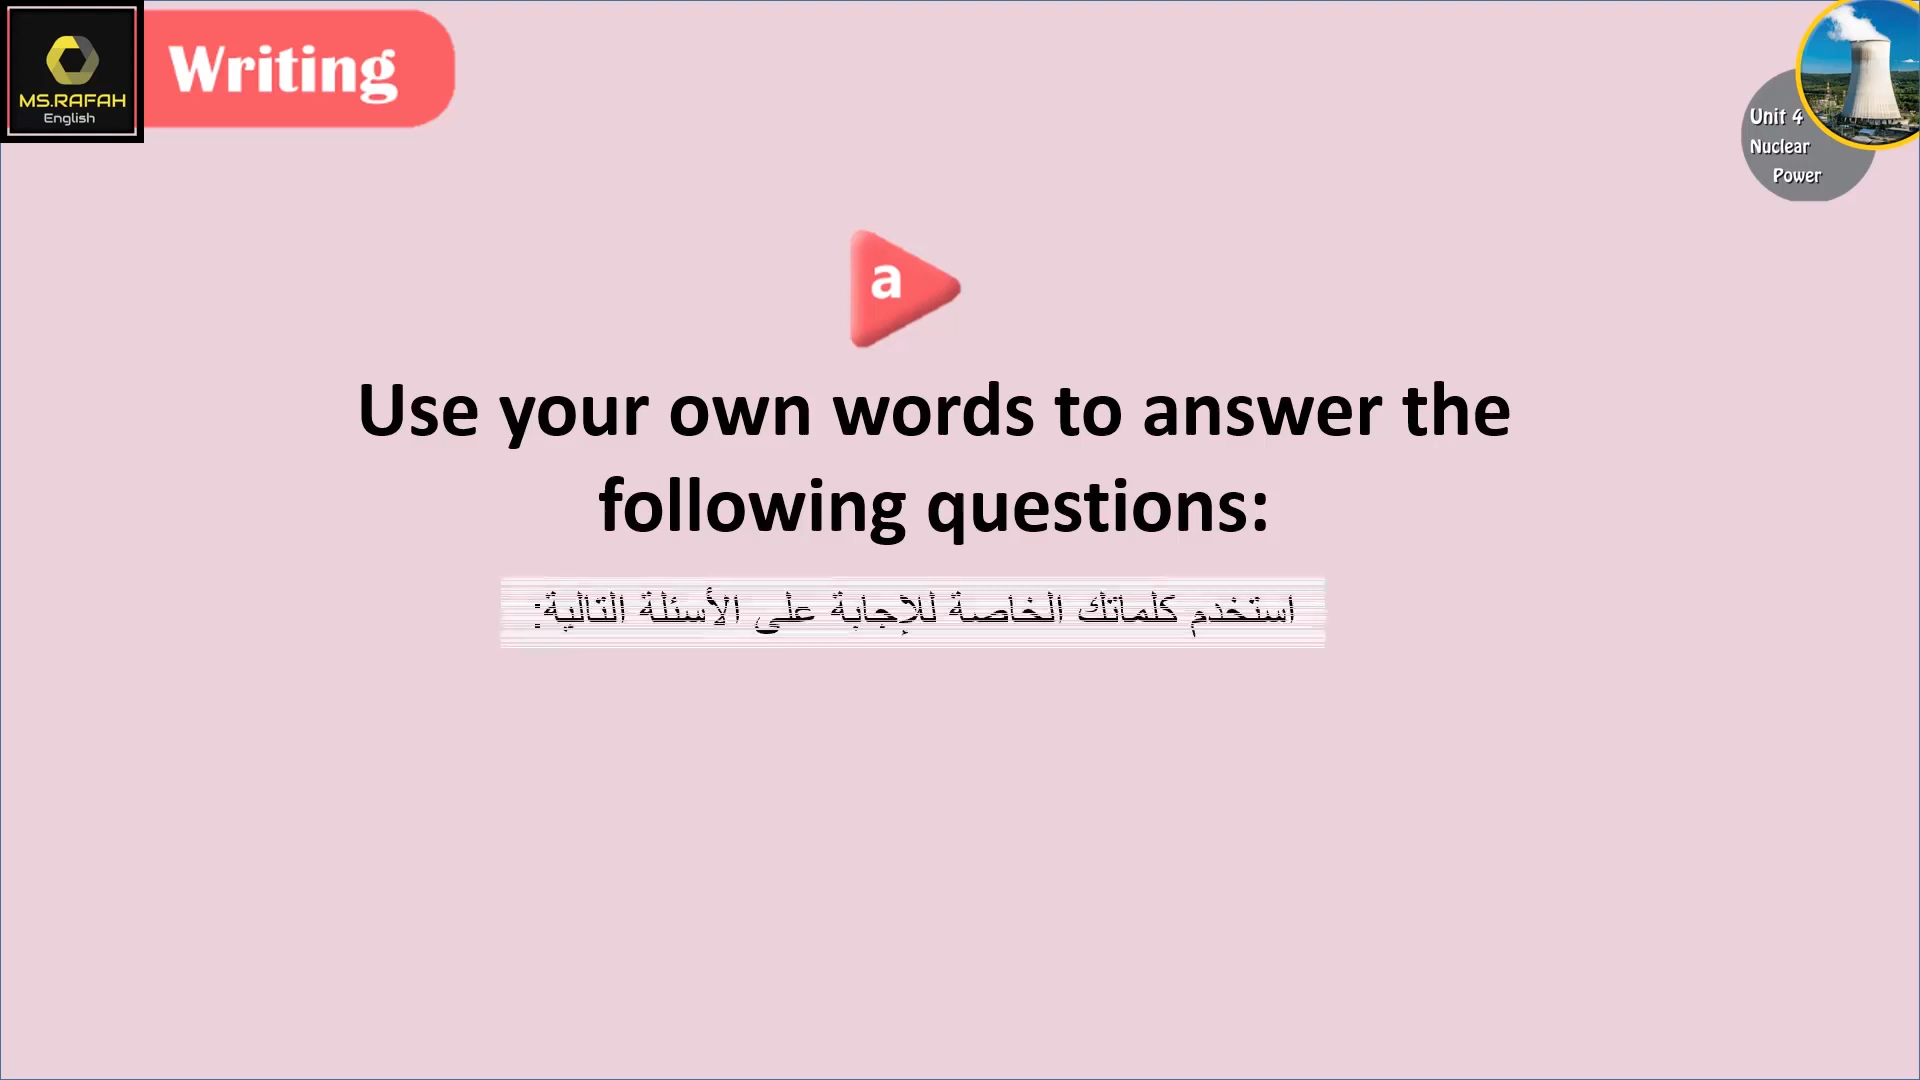 MS.RAFAH
English
Writing
Unit 4
Nuclear
Power
a
Use your own words to answer the
following questions:
استخدم كلماتك الخاصة للإجابة على الأسئلة التالية: